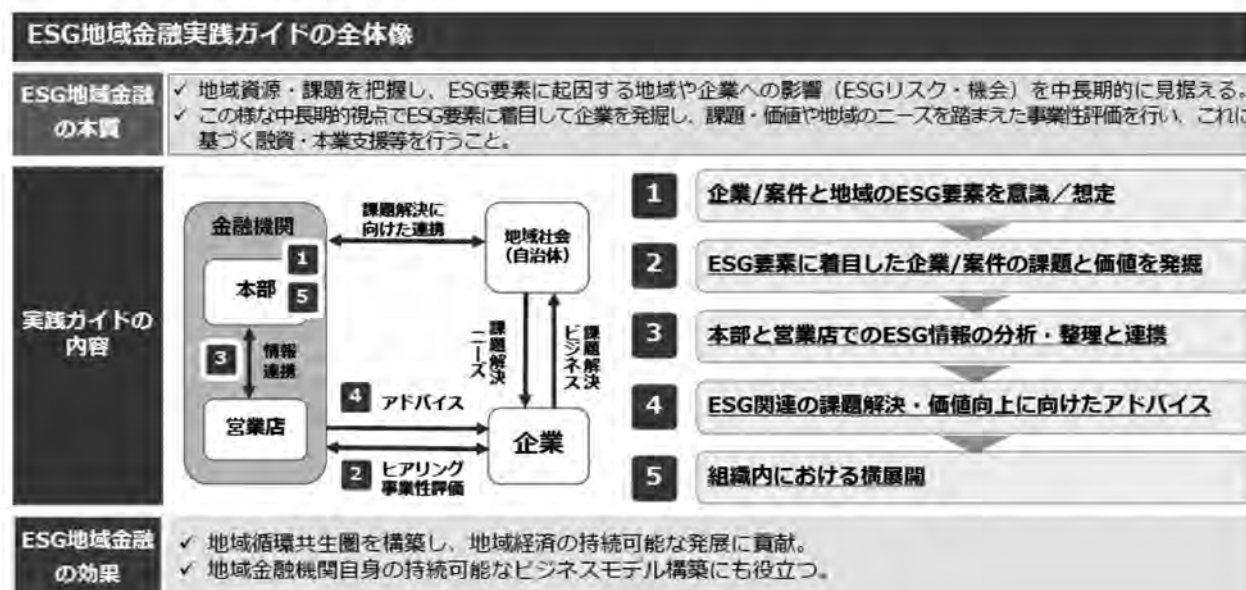 ESG地域金融実践ガイドの全体像
ESG地域金融
の本質
✓ 地域資源・課題を把握し、ESG要素に起因する地域や企業への影響（ESGリスク・機会）を中長期的に見据える。
✓ この様な中長期的視点でESG要素に着目して企業を発掘し、課題・価値や地域のニーズを踏まえた事業性評価を行い、これに
基づく融資・本業支援等を行うこと。
実践ガイドの
内容
金融機関
本部
1
5
3
情報
連携
営業店
課題解決に
向けた連携
地域社会
（自治体）
課題解決
ニーズ
課題解決
ビジネス
4 アドバイス
企業
2 ヒアリング
事業性評価
1 企業/案件と地域のESG要素を意識／想定
2 ESG要素に着目した企業/案件の課題と価値を発掘
3 本部と営業店でのESG情報の分析・整理と連携
4 ESG関連の課題解決・価値向上に向けたアドバイス
5 組織内における横展開
ESG地域金融
の効果
✓ 地域循環共生圏を構築し、地域経済の持続可能な発展に貢献。
✓ 地域金融機関自身の持続可能なビジネスモデル構築にも役立つ。